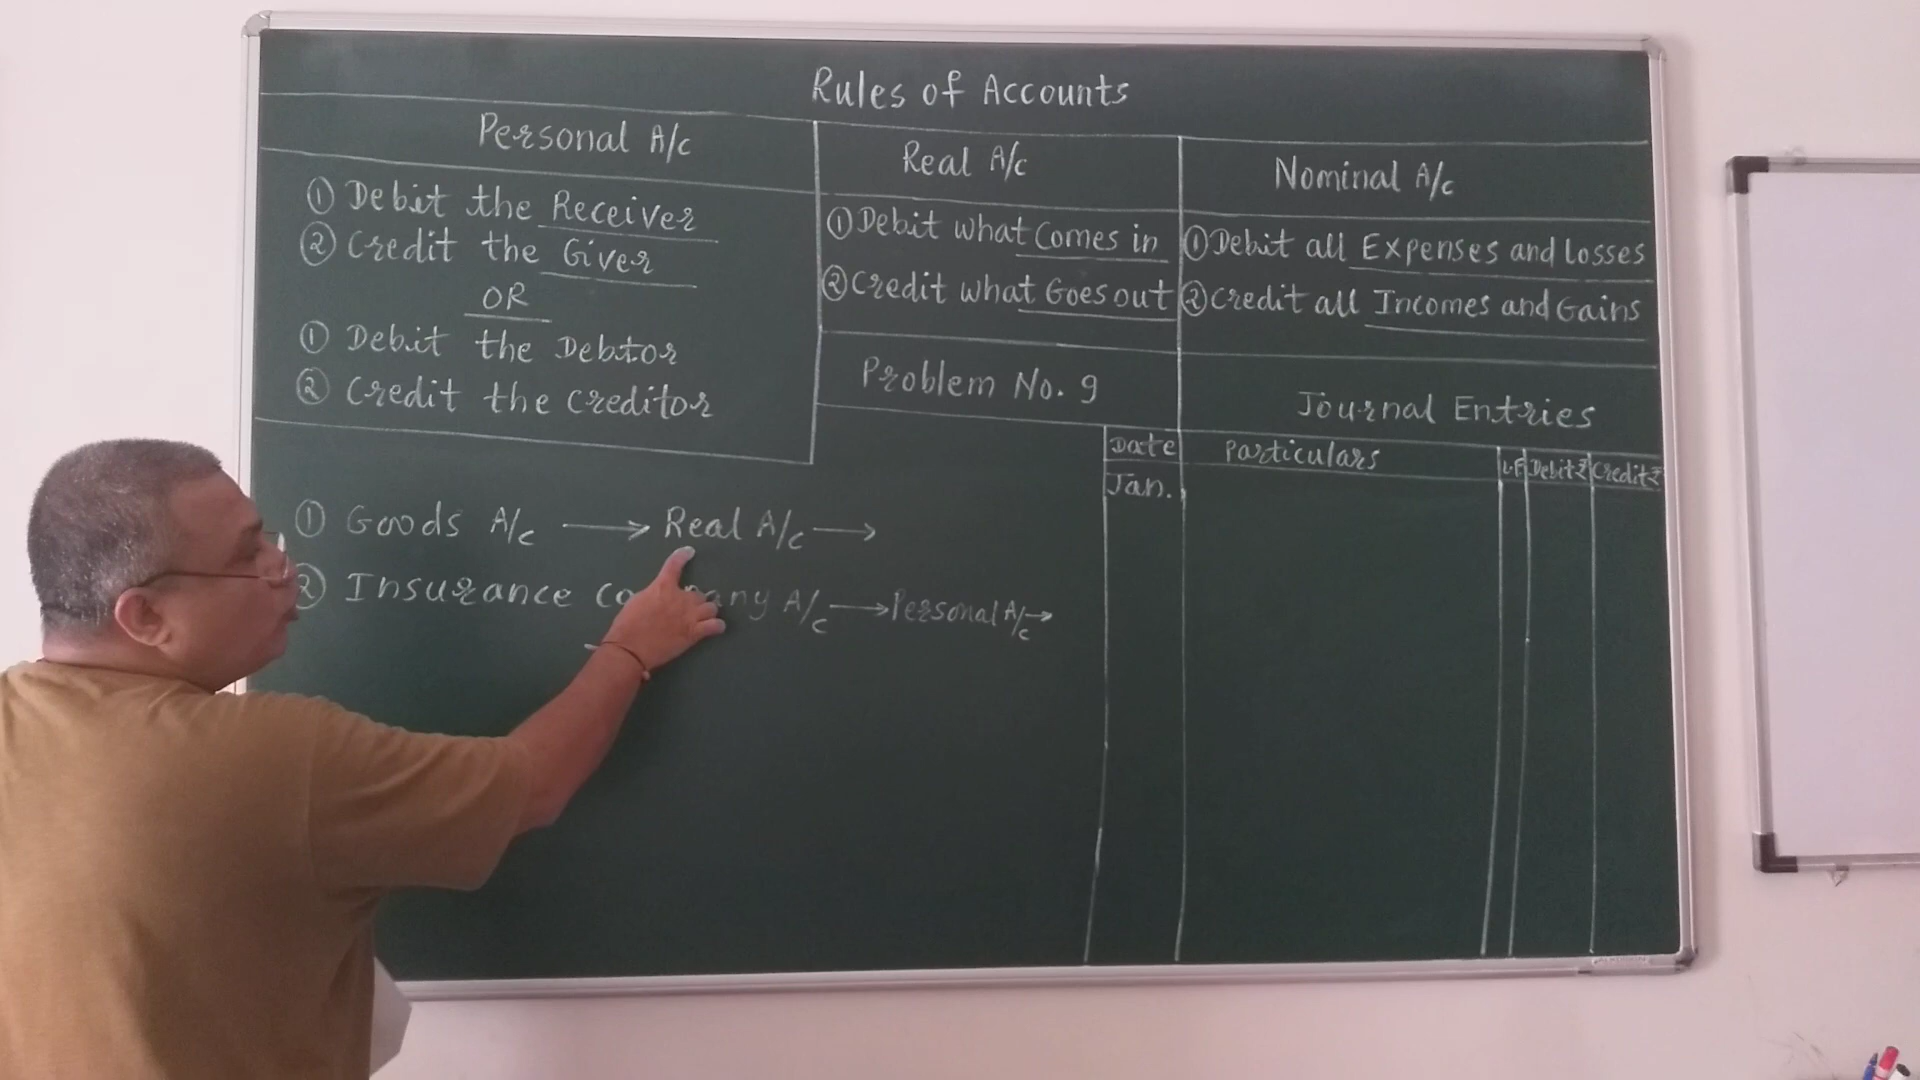 Rules of Accounts
Personal A/c
① Debit the Receiver
② Credit the Giver
OR
① Debit the Debtor
② Credit the creditor
Real A/c
① Debit what Comes in
② Credit what Goes out
Nominal A/c
① Debit all Expenses and Losses
② Credit all Incomes and Gains
Problem No. 9
Journal Entries
Date Particulars L.F Debit ₹ Credit ₹
Jan.
① Goods A/c → Real A/c →
② Insurance A/c → Personal A/c →